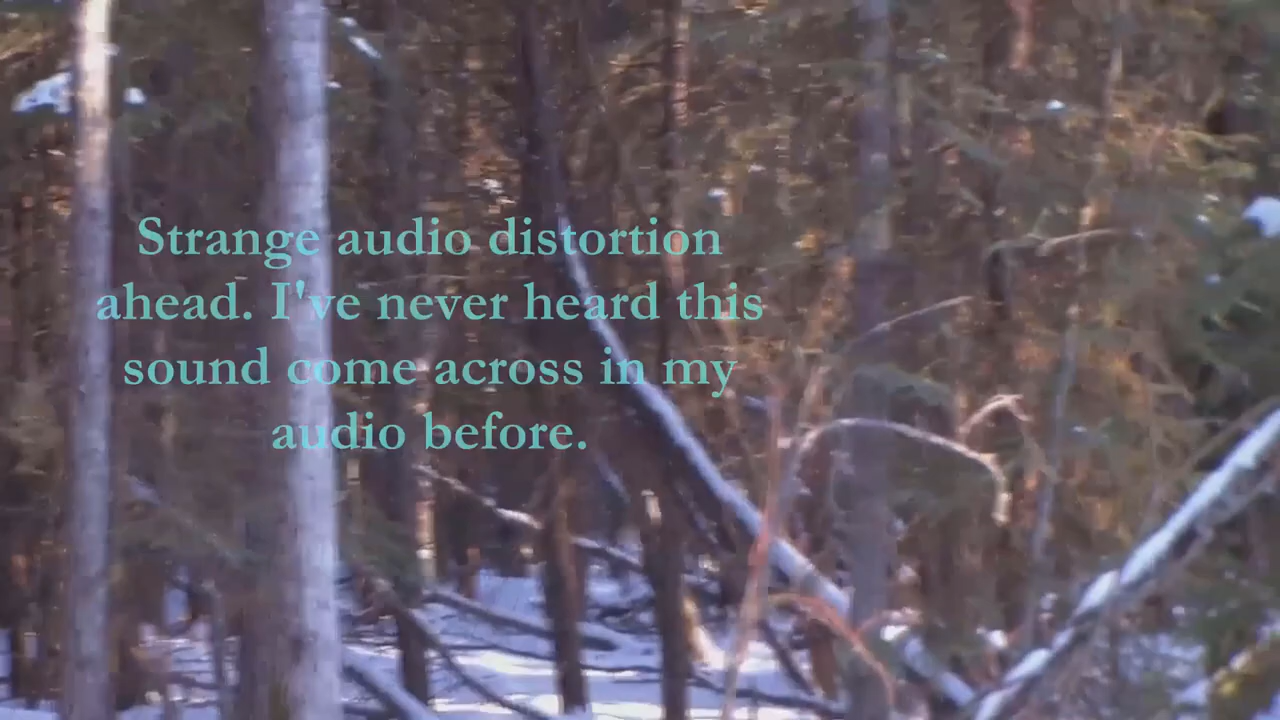 Strange audio distortion
ahead. I've never heard this
sound come across in my
audio before.